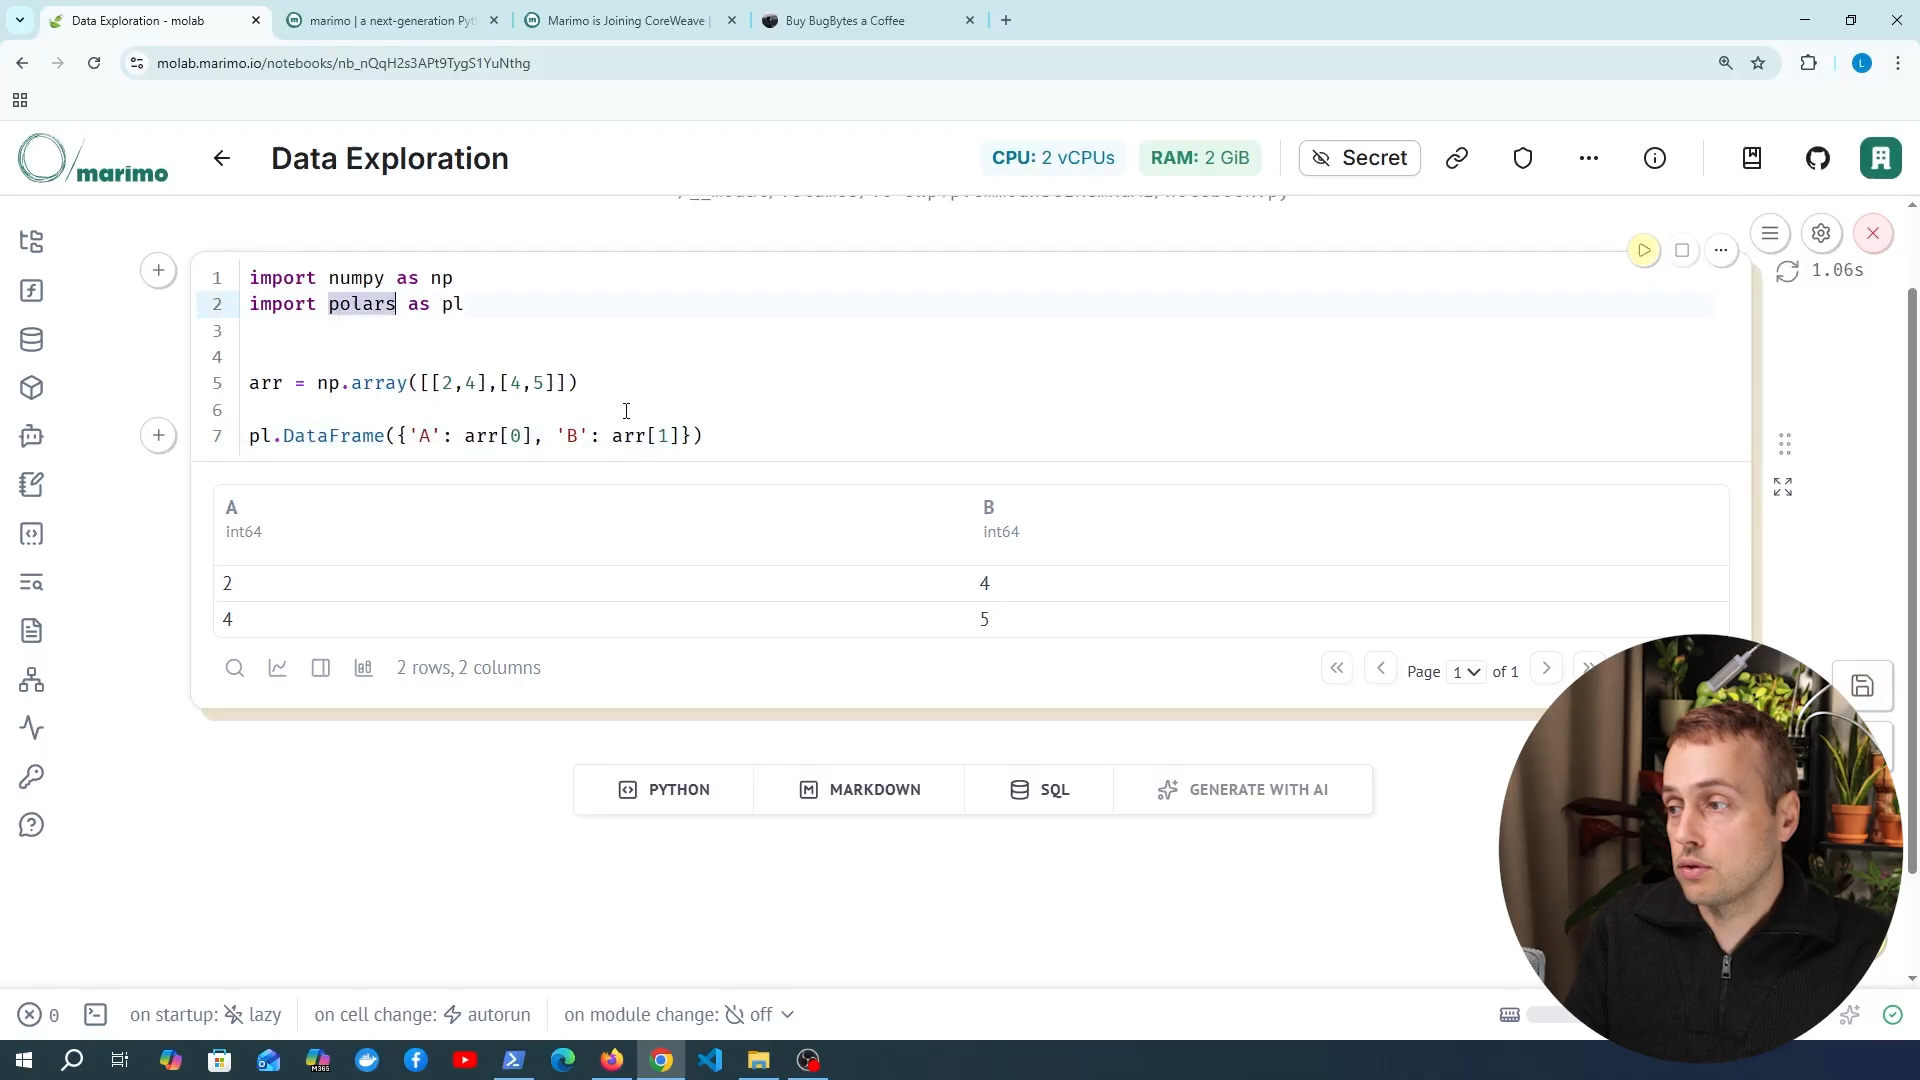 Data Exploration - molab
marimo | a next-generation Pyt
Marimo is Joining CoreWeave |
Buy BugBytes a Coffee
molab.marimo.io/notebooks/nb_nQqH2s3APt9TygS1YuNthg
L
marimo
Data Exploration
CPU: 2 vCPUs
RAM: 2 GiB
Secret
1 import numpy as np
2 import polars as pl
3
4
5 arr = np.array([[2,4],[4,5]])
6
7 pl.DataFrame({'A': arr[0], 'B': arr[1]})
1.06s
A B
int64 int64
2 4
4 5
2 rows, 2 columns
Page 1 of 1
PYTHON
MARKDOWN
SQL
GENERATE WITH AI
0
on startup: lazy
on cell change: autorun
on module change: off
M365